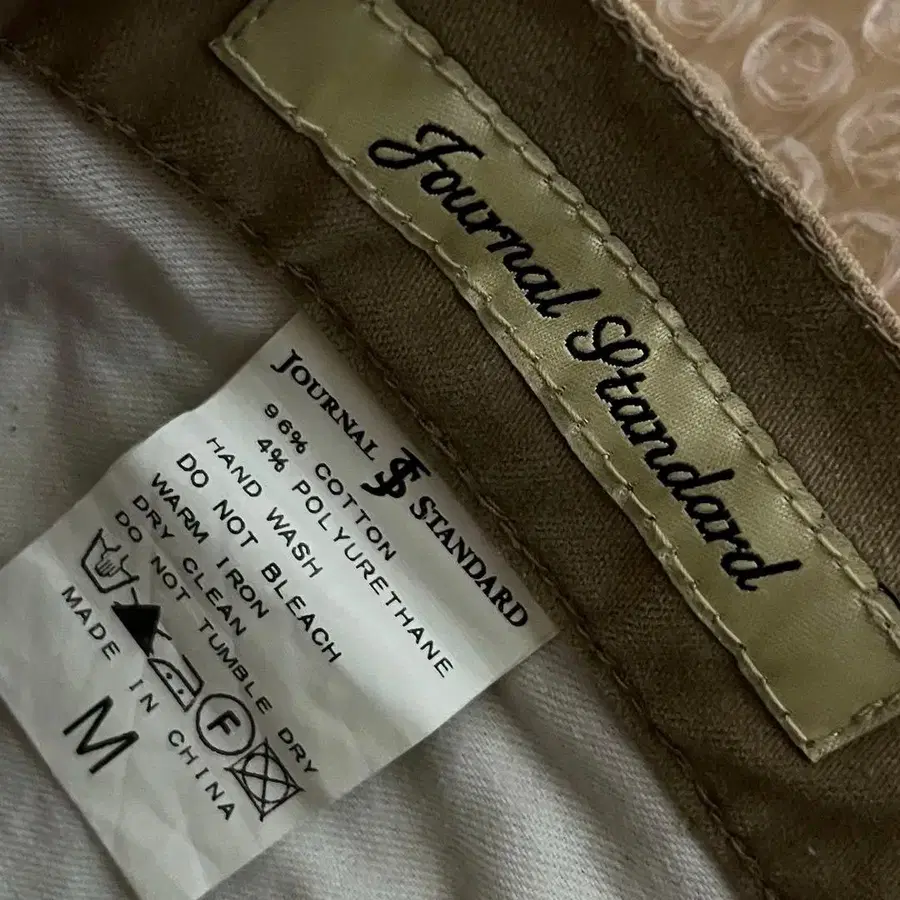 Journal Standard
JOURNAL JS STANDARD
96% COTTON
4% POLYURETHANE
HAND WASH
DO NOT BLEACH
WARM IRON
DRY CLEAN
DO NOT TUMBLE DRY
F
MADE IN CHINA
M